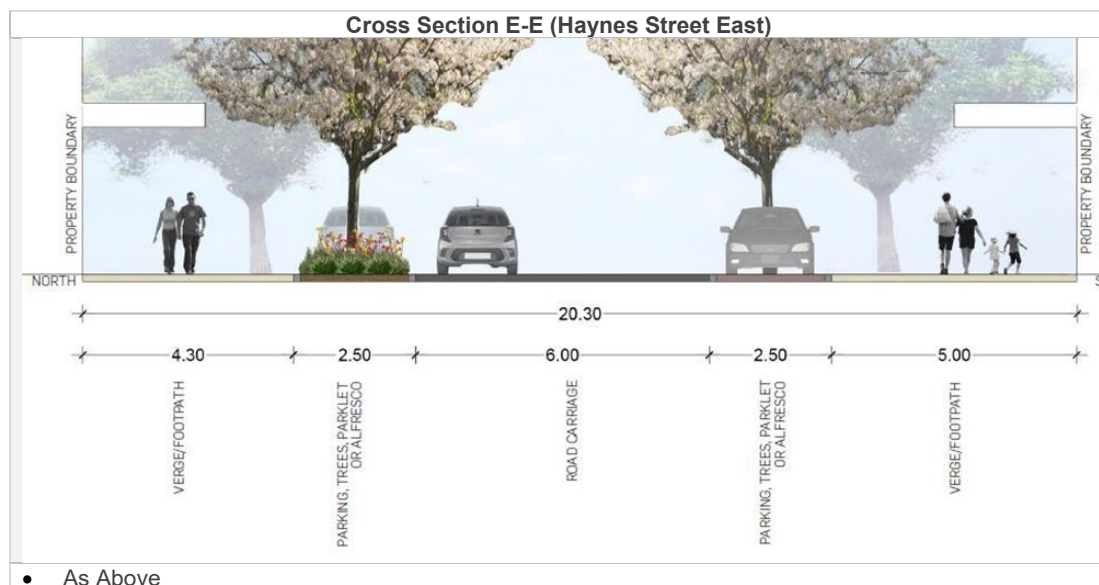 Cross Section E-E (Haynes Street East)
PROPERTY BOUNDARY
PROPERTY BOUNDARY
NORTH
S
20.30
4.30
2.50
6.00
2.50
5.00
VERGE/FOOTPATH
PARKING, TREES, PARKLET
OR ALFRESCO
ROAD CARRIAGE
PARKING, TREES, PARKLET
OR ALFRESCO
VERGE/FOOTPATH
• As Above